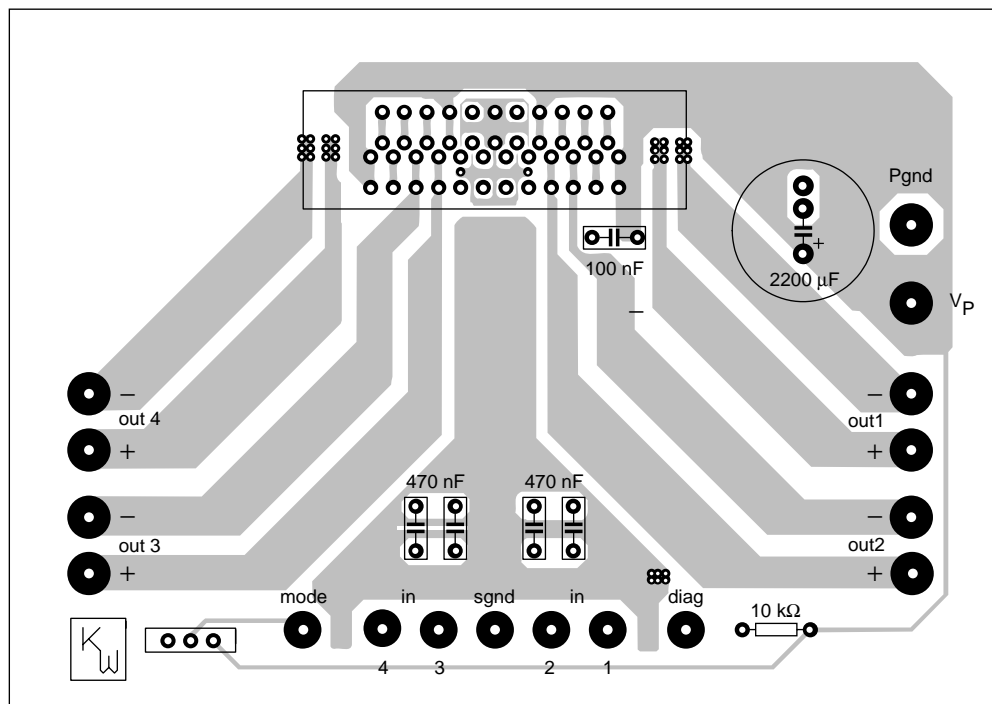 Pgnd
100 nF
+
2200 µF
VP
−
−
out 4
+
−
out1
+
470 nF
470 nF
−
out 3
+
−
out2
+
mode
in
sgnd
in
diag
10 kΩ
4
3
2
1
KW